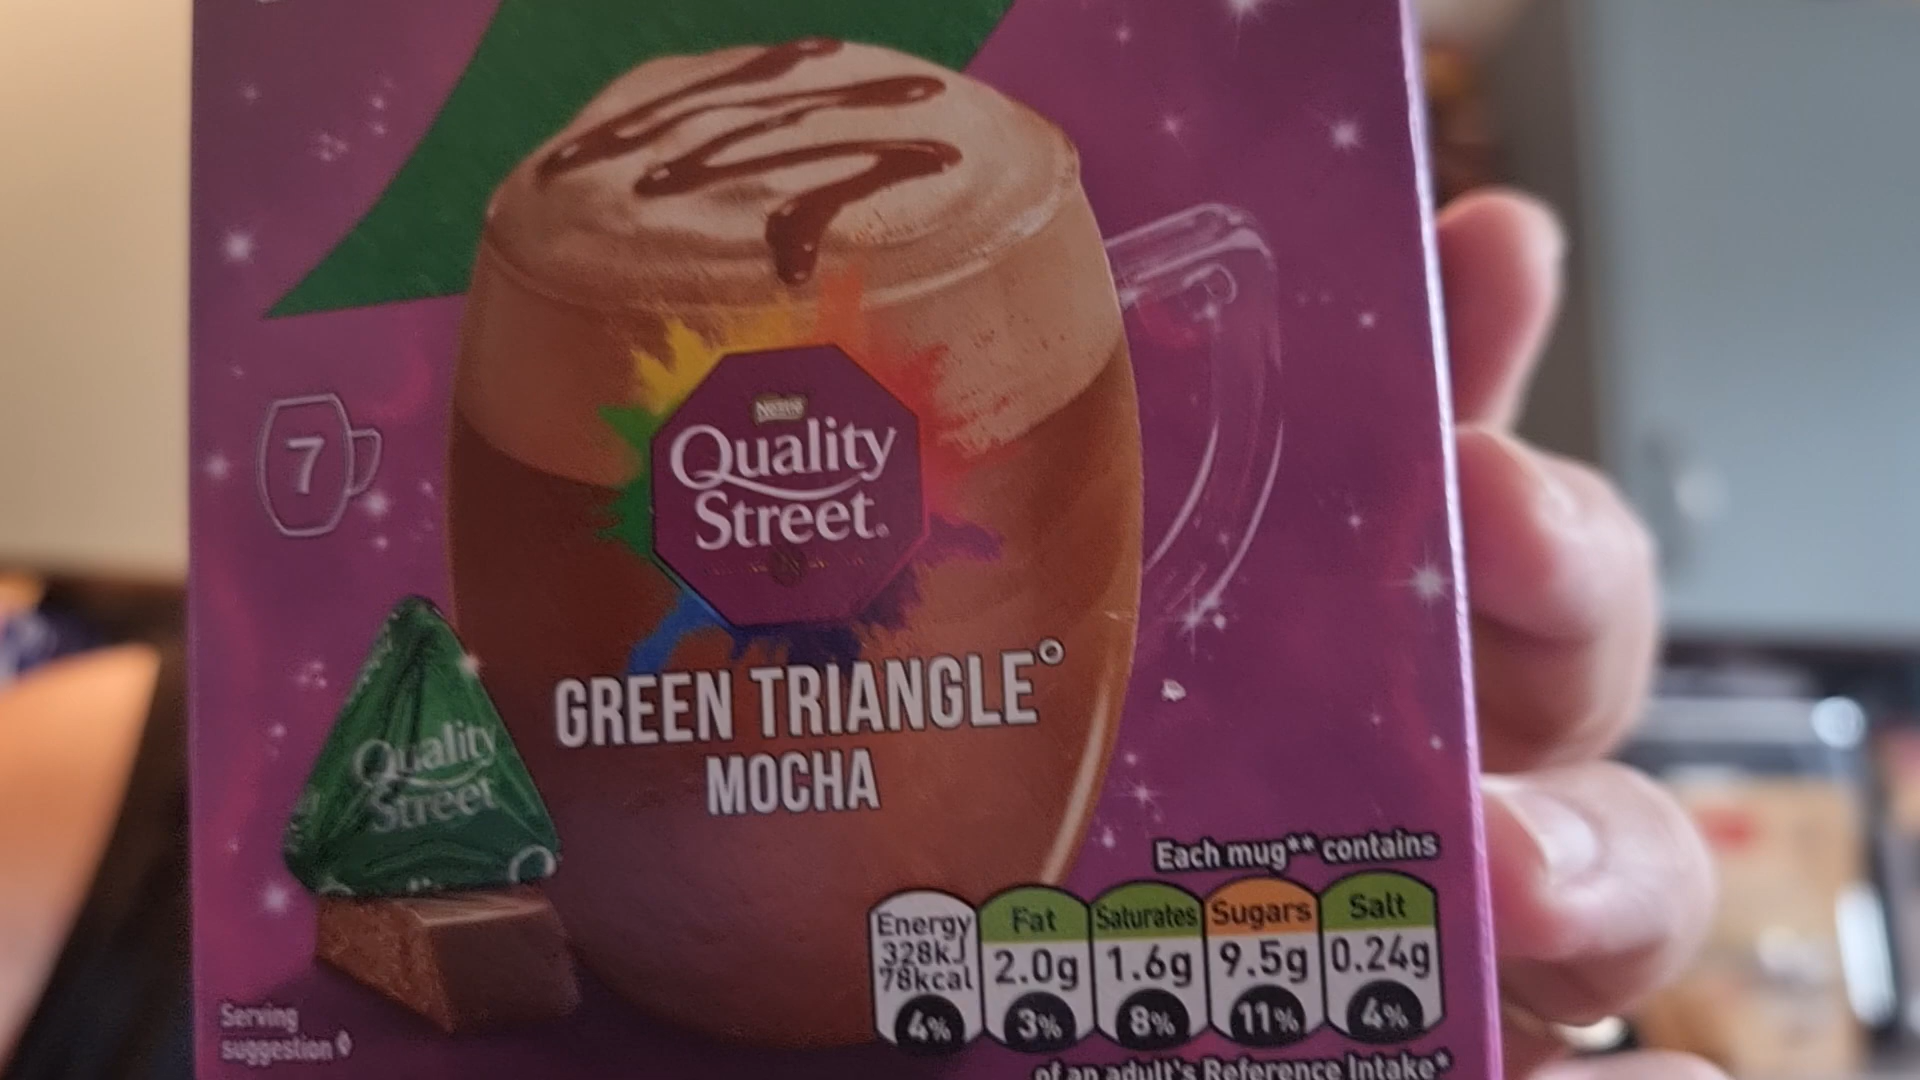 7
Nestlé
Quality
Street
GREEN TRIANGLE°
MOCHA
Quality
Street
Each mug** contains
Energy Fat Saturates Sugars Salt
328kJ
78kcal 2.0g 1.6g 9.5g 0.24g
4% 3% 8% 11% 4%
of an adult's Reference Intake*
Serving
suggestion◊